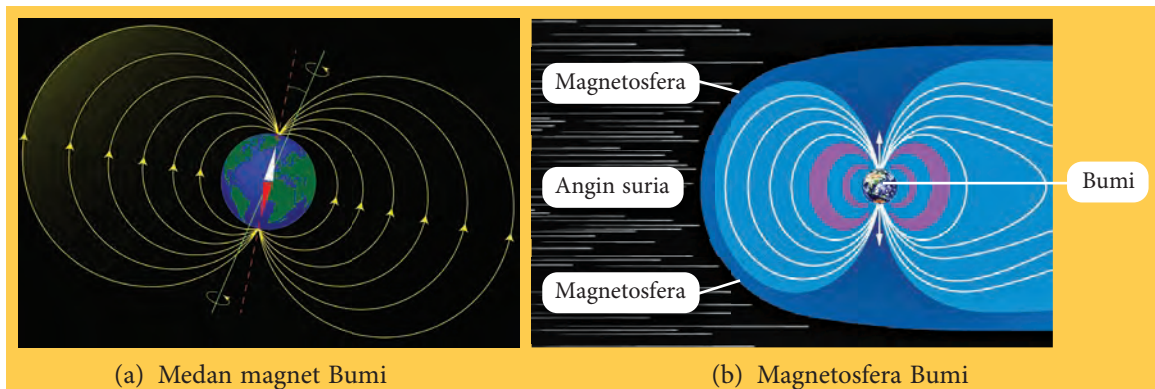 Magnetosfera
Angin suria
Bumi
Magnetosfera
(a) Medan magnet Bumi
(b) Magnetosfera Bumi